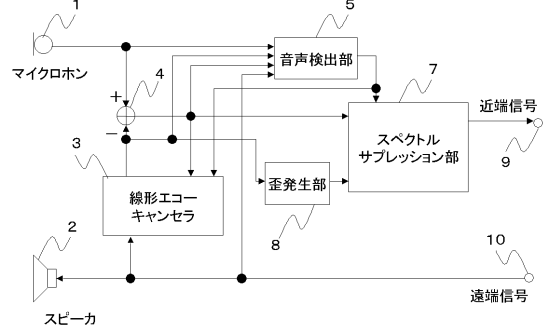 1
マイクロホン
5
音声検出部
4
+
−
7
スペクトル
サプレッション部
近端信号
9
3
線形エコー
キャンセラ
歪発生部
8
2
スピーカ
10
遠端信号